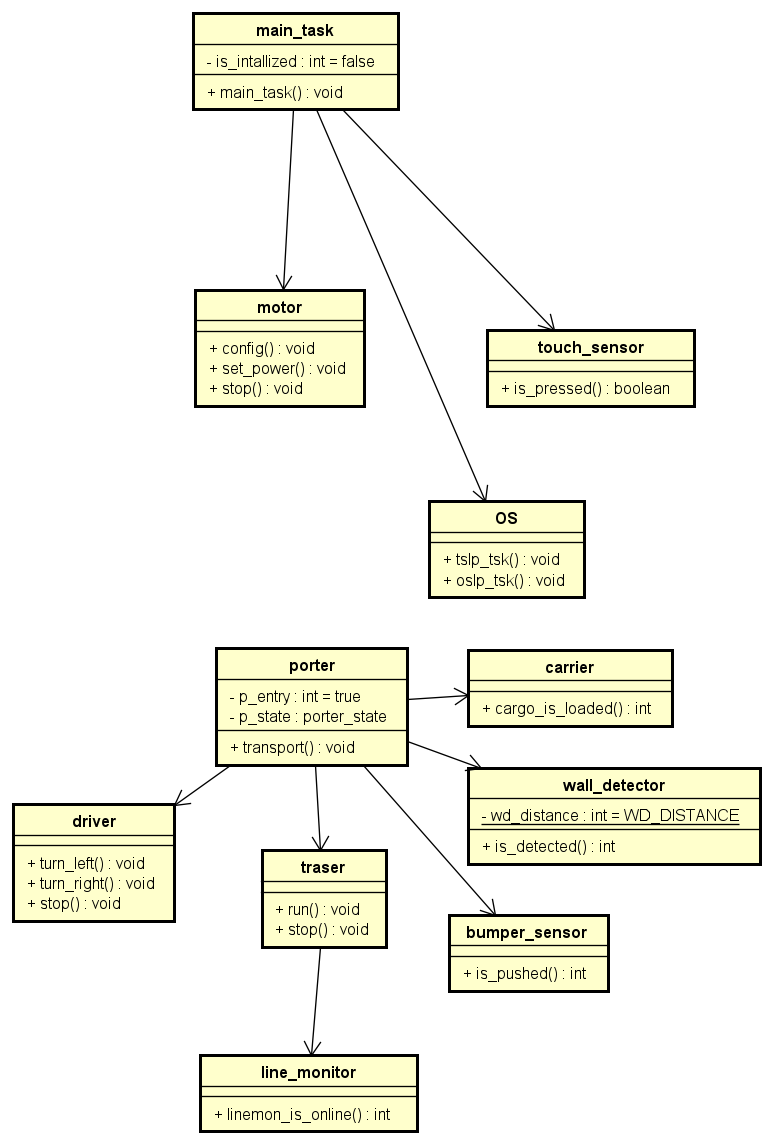 main_task
- is_intallized : int = false
+ main_task() : void
motor
+ config() : void
+ set_power() : void
+ stop() : void
touch_sensor
+ is_pressed() : boolean
OS
+ tslp_tsk() : void
+ oslp_tsk() : void
porter
- p_entry : int = true
- p_state : porter_state
+ transport() : void
carrier
+ cargo_is_loaded() : int
wall_detector
- wd_distance : int = WD_DISTANCE
+ is_detected() : int
driver
+ turn_left() : void
+ turn_right() : void
+ stop() : void
traser
+ run() : void
+ stop() : void
bumper_sensor
+ is_pushed() : int
line_monitor
+ linemon_is_online() : int